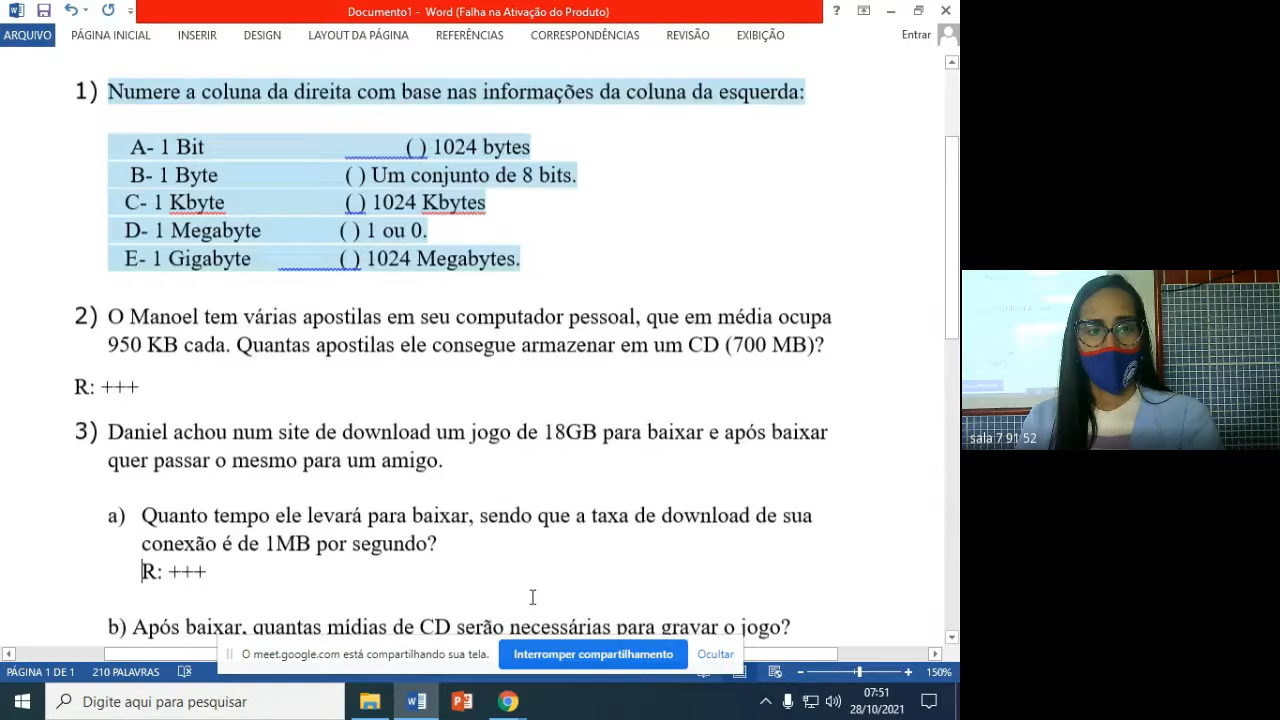 Documento1 - Word (Falha na Ativação do Produto)
ARQUIVO PÁGINA INICIAL INSERIR DESIGN LAYOUT DA PÁGINA REFERÊNCIAS CORRESPONDÊNCIAS REVISÃO EXIBIÇÃO Entrar
1) Numere a coluna da direita com base nas informações da coluna da esquerda:
A- 1 Bit ( ) 1024 bytes
B- 1 Byte ( ) Um conjunto de 8 bits.
C- 1 Kbyte ( ) 1024 Kbytes
D- 1 Megabyte ( ) 1 ou 0.
E- 1 Gigabyte ( ) 1024 Megabytes.
2) O Manoel tem várias apostilas em seu computador pessoal, que em média ocupa
950 KB cada. Quantas apostilas ele consegue armazenar em um CD (700 MB)?
R: +++
3) Daniel achou num site de download um jogo de 18GB para baixar e após baixar
quer passar o mesmo para um amigo.
a) Quanto tempo ele levará para baixar, sendo que a taxa de download de sua
conexão é de 1MB por segundo?
R: +++
b) Após baixar, quantas mídias de CD serão necessárias para gravar o jogo?
sala 7 91 52
O meet.google.com está compartilhando sua tela. Interromper compartilhamento Ocultar
PÁGINA 1 DE 1 210 PALAVRAS 150%
Digite aqui para pesquisar
07:51
28/10/2021